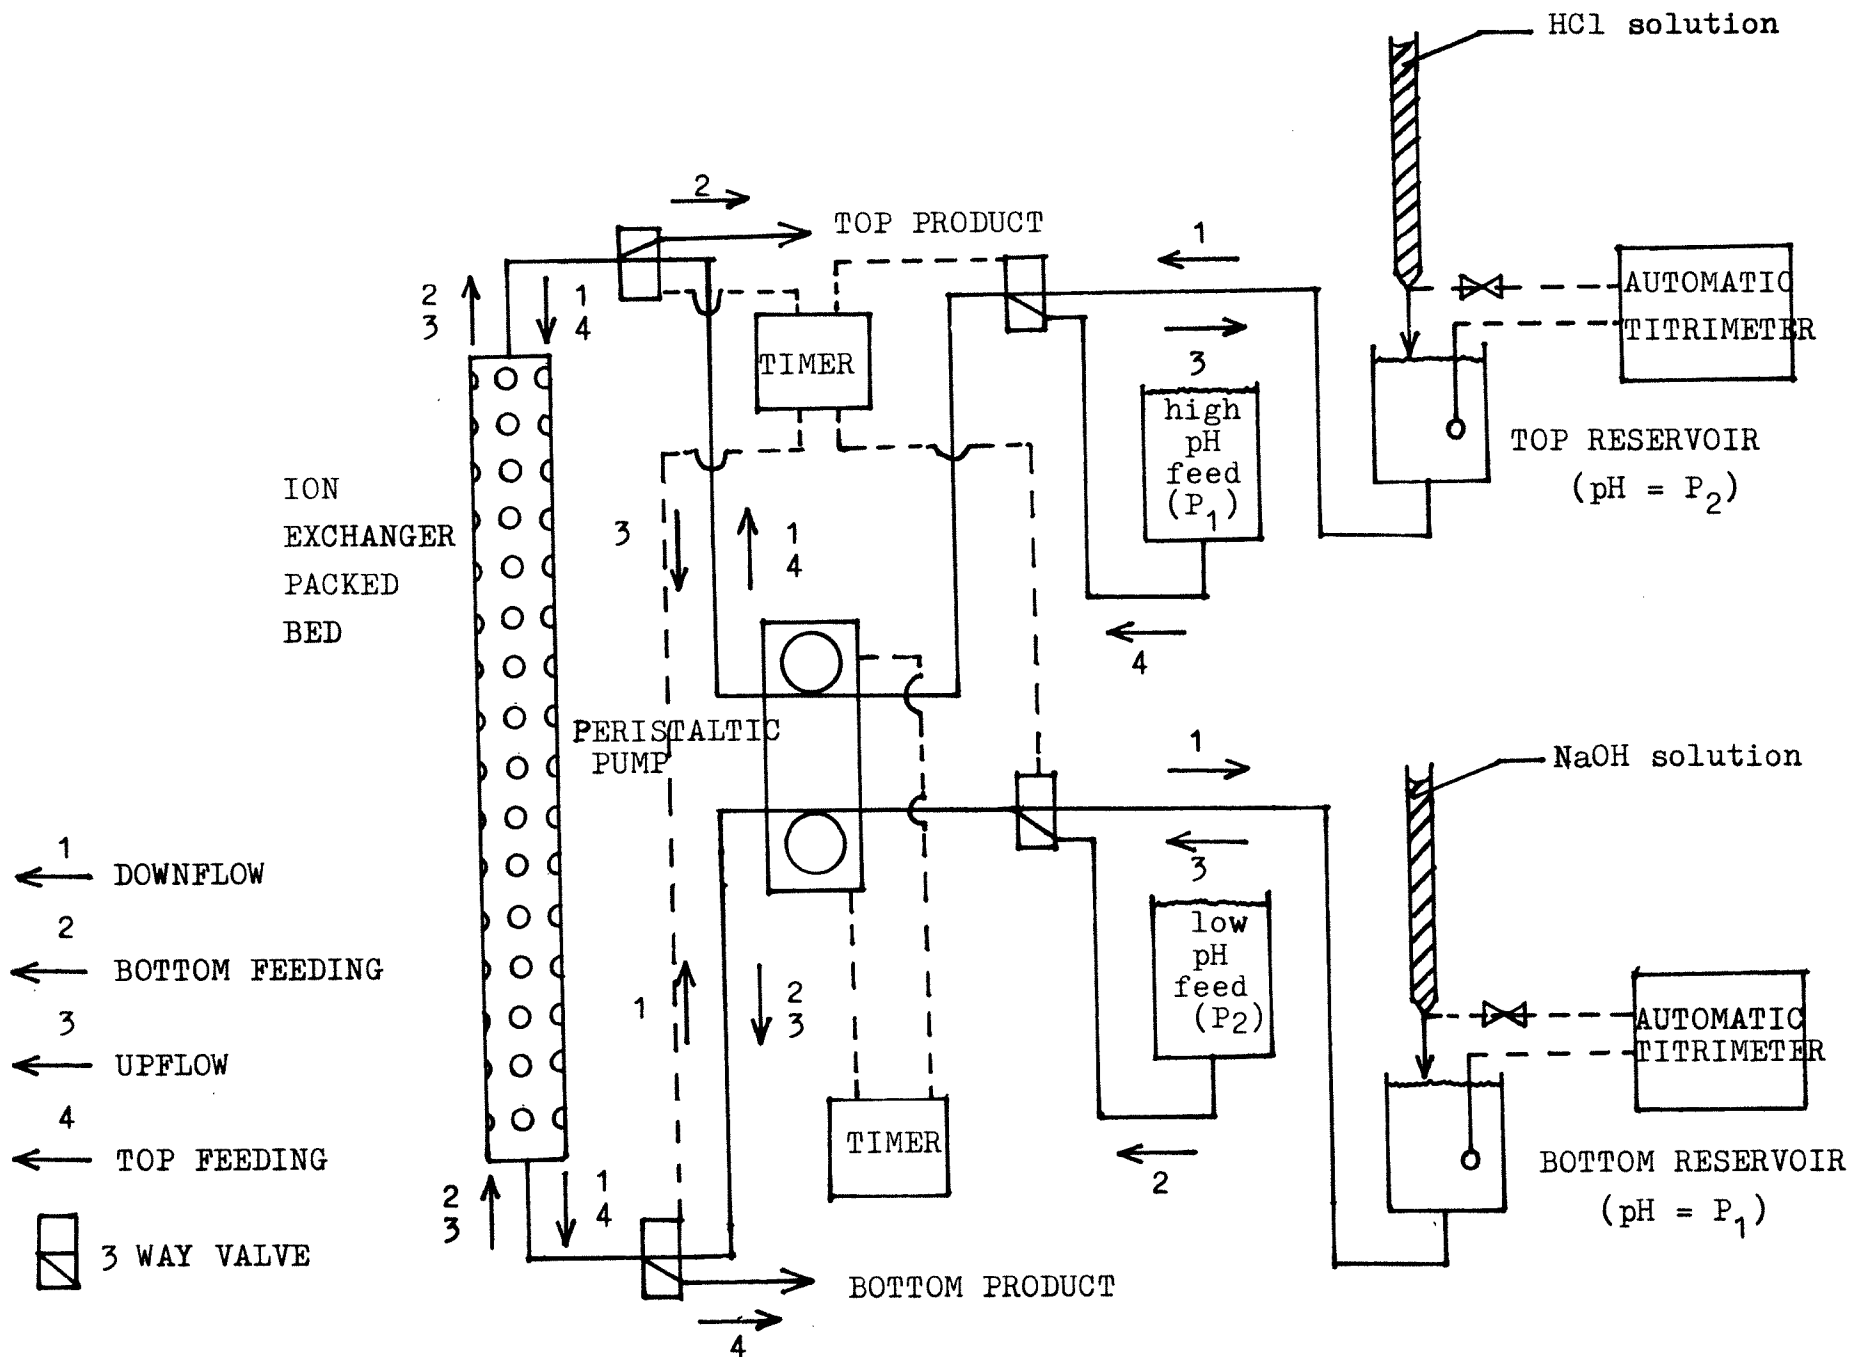 HCl solution
2
TOP PRODUCT
1
2
3
1
4
AUTOMATIC
TITRIMETER
TIMER
3
high
pH
feed
(P1)
TOP RESERVOIR
(pH = P2)
ION
EXCHANGER
PACKED
BED
3
1
4
4
PERISTALTIC
PUMP
1
NaOH solution
3
low
pH
feed
(P2)
1
DOWNFLOW
2
BOTTOM FEEDING
3
UPFLOW
4
TOP FEEDING
3 WAY VALVE
1
2
3
AUTOMATIC
TITRIMETER
TIMER
2
BOTTOM RESERVOIR
(pH = P1)
2
3
1
4
BOTTOM PRODUCT
4